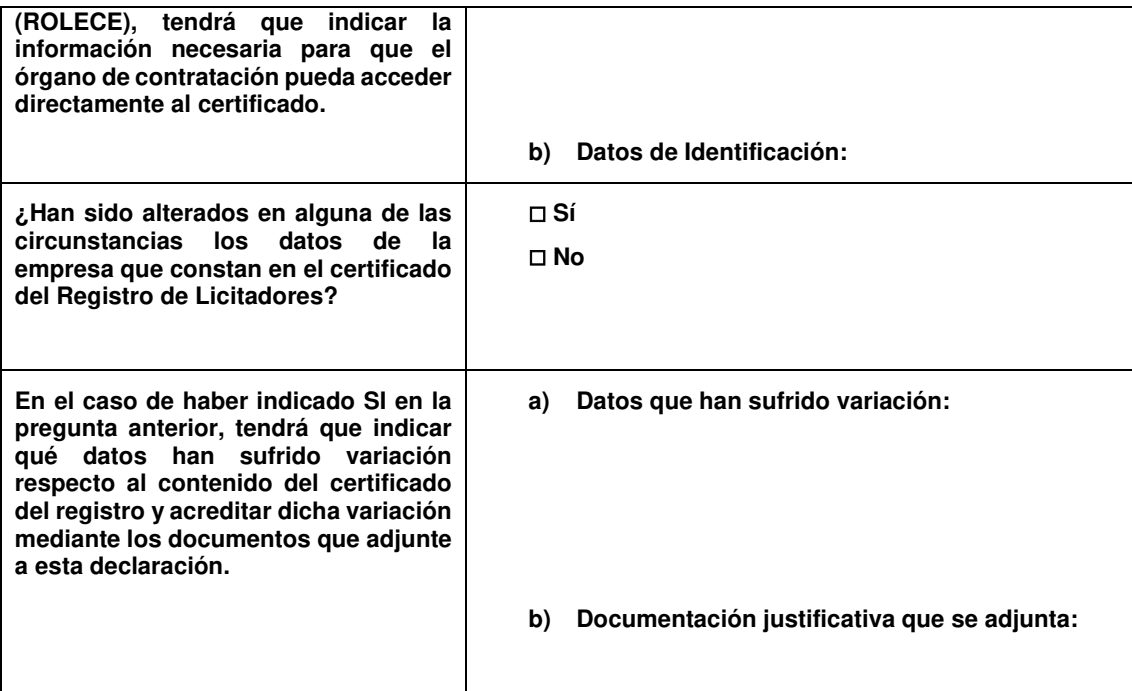 (ROLECE), tendrá que indicar la
información necesaria para que el
órgano de contratación pueda acceder
directamente al certificado.
b) Datos de Identificación:
¿Han sido alterados en alguna de las
circunstancias los datos de la
empresa que constan en el certificado
del Registro de Licitadores?
□ Sí
□ No
En el caso de haber indicado SI en la
pregunta anterior, tendrá que indicar
qué datos han sufrido variación
respecto al contenido del certificado
del registro y acreditar dicha variación
mediante los documentos que adjunte
a esta declaración.
a) Datos que han sufrido variación:
b) Documentación justificativa que se adjunta: